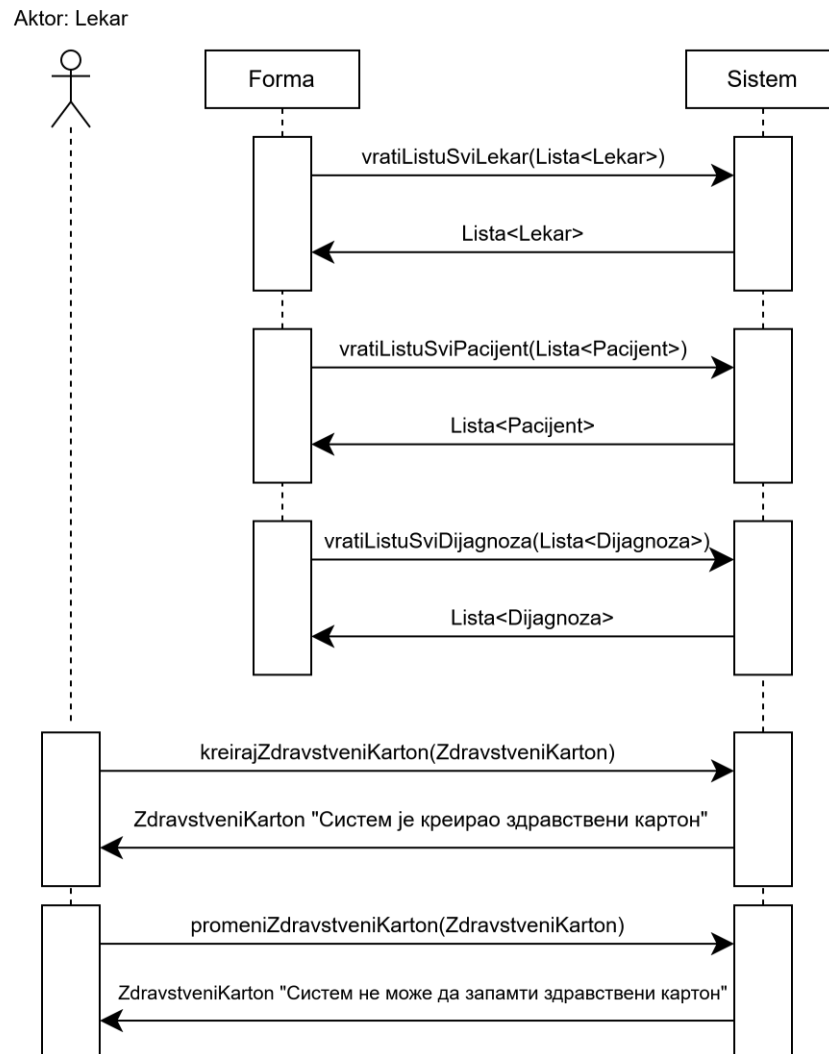 Aktor: Lekar
Forma
Sistem
vratiListuSviLekar(Lista<Lekar>)
Lista<Lekar>
vratiListuSviPacijent(Lista<Pacijent>)
Lista<Pacijent>
vratiListuSviDijagnoza(Lista<Dijagnoza>)
Lista<Dijagnoza>
kreirajZdravstveniKarton(ZdravstveniKarton)
ZdravstveniKarton "Систем је креирао здравствени картон"
promeniZdravstveniKarton(ZdravstveniKarton)
ZdravstveniKarton "Систем не може да запамти здравствени картон"